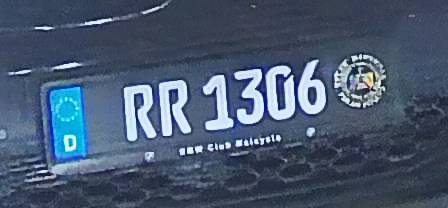 D
RR 1306
BMW Club Malaysia